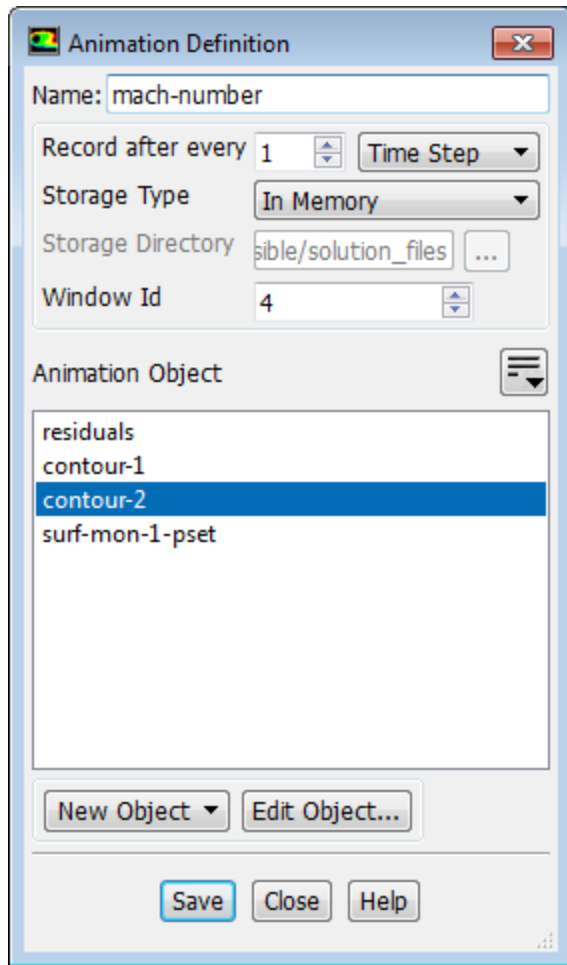 Animation Definition
Name: mach-number
Record after every 1 Time Step
Storage Type In Memory
Storage Directory sible/solution_files ...
Window Id 4
Animation Object
residuals
contour-1
contour-2
surf-mon-1-pset
New Object Edit Object...
Save Close Help